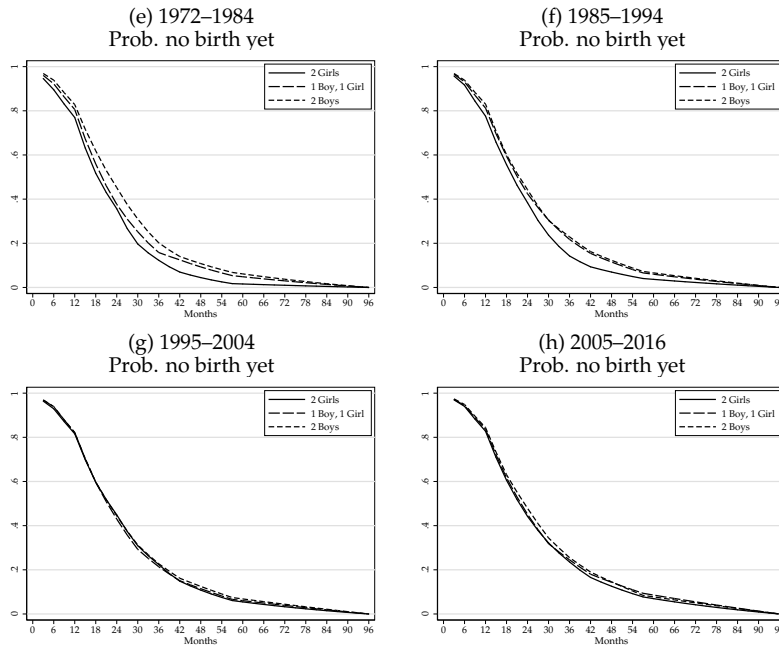 (e) 1972–1984
Prob. no birth yet
2 Girls
1 Boy, 1 Girl
2 Boys
0 .2 .4 .6 .8 1
0 6 12 18 24 30 36 42 48 54 60 66 72 78 84 90 96
Months
(f) 1985–1994
Prob. no birth yet
2 Girls
1 Boy, 1 Girl
2 Boys
0 .2 .4 .6 .8 1
0 6 12 18 24 30 36 42 48 54 60 66 72 78 84 90 96
Months
(g) 1995–2004
Prob. no birth yet
2 Girls
1 Boy, 1 Girl
2 Boys
0 .2 .4 .6 .8 1
0 6 12 18 24 30 36 42 48 54 60 66 72 78 84 90 96
Months
(h) 2005–2016
Prob. no birth yet
2 Girls
1 Boy, 1 Girl
2 Boys
0 .2 .4 .6 .8 1
0 6 12 18 24 30 36 42 48 54 60 66 72 78 84 90 96
Months